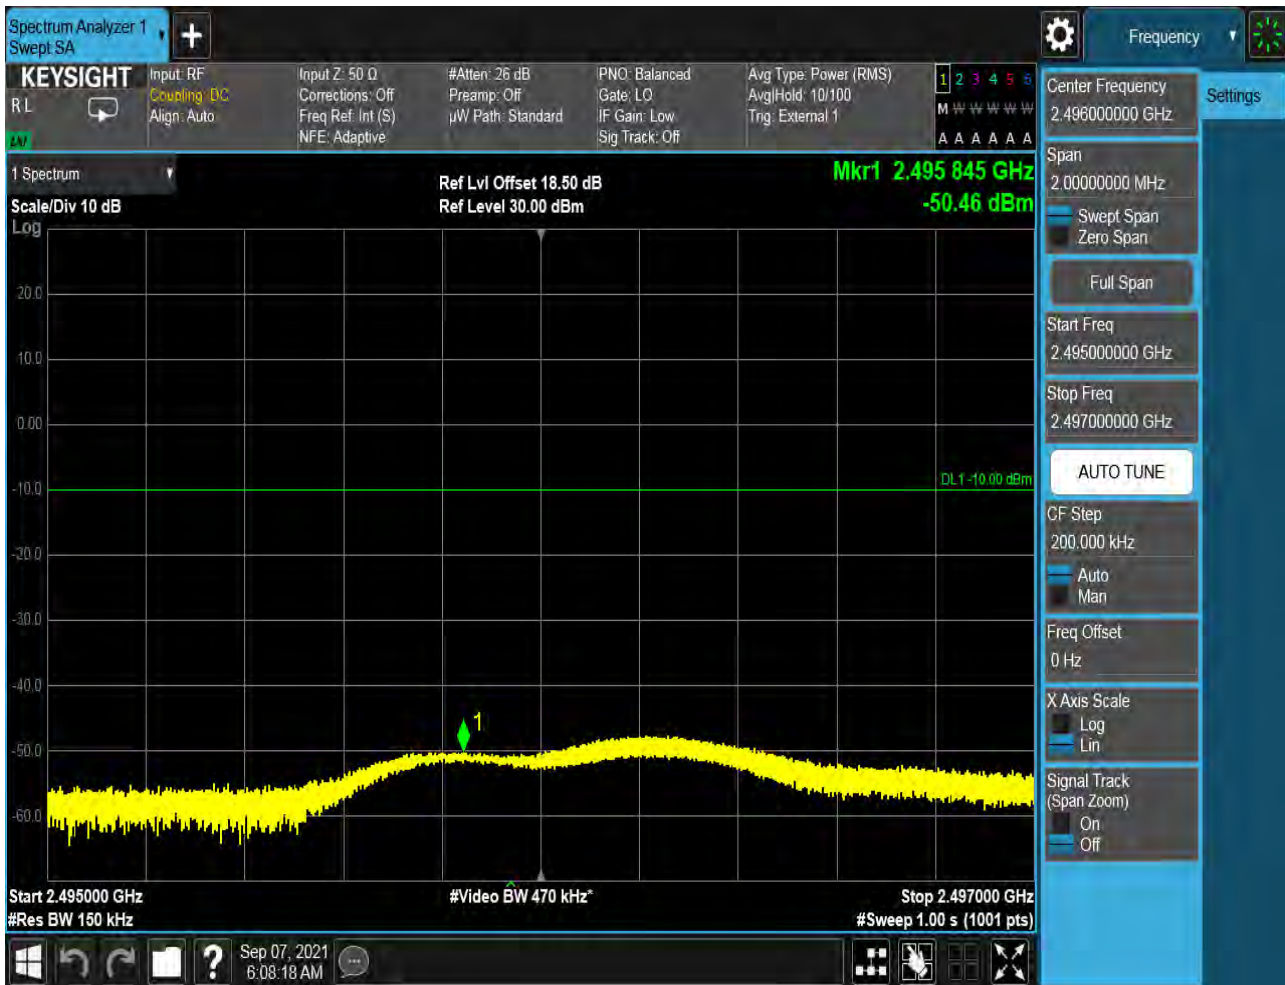 Spectrum Analyzer 1
Swept SA
Frequency
KEYSIGHT
R L
LXI
Input: RF
Coupling: DC
Align: Auto
Input Z: 50 Ω
Corrections: Off
Freq Ref: Int (S)
NFE: Adaptive
#Atten: 26 dB
Preamp: Off
µW Path: Standard
PNO: Balanced
Gate: LO
IF Gain: Low
Sig Track: Off
Avg Type: Power (RMS)
Avg|Hold: 10/100
Trig: External 1
1 2 3 4 5 6
M W W W W W
A A A A A A
1 Spectrum
Scale/Div 10 dB
Log
Ref Lvl Offset 18.50 dB
Ref Level 30.00 dBm
Mkr1 2.495 845 GHz
-50.46 dBm
20.0
10.0
0.00
-10.0
DL1 -10.00 dBm
-20.0
-30.0
-40.0
1
-50.0
-60.0
Start 2.495000 GHz
#Res BW 150 kHz
#Video BW 470 kHz*
Stop 2.497000 GHz
#Sweep 1.00 s (1001 pts)
Sep 07, 2021
6:08:18 AM
Center Frequency
2.496000000 GHz
Settings
Span
2.00000000 MHz
Swept Span
Zero Span
Full Span
Start Freq
2.495000000 GHz
Stop Freq
2.497000000 GHz
AUTO TUNE
CF Step
200.000 kHz
Auto
Man
Freq Offset
0 Hz
X Axis Scale
Log
Lin
Signal Track
(Span Zoom)
On
Off